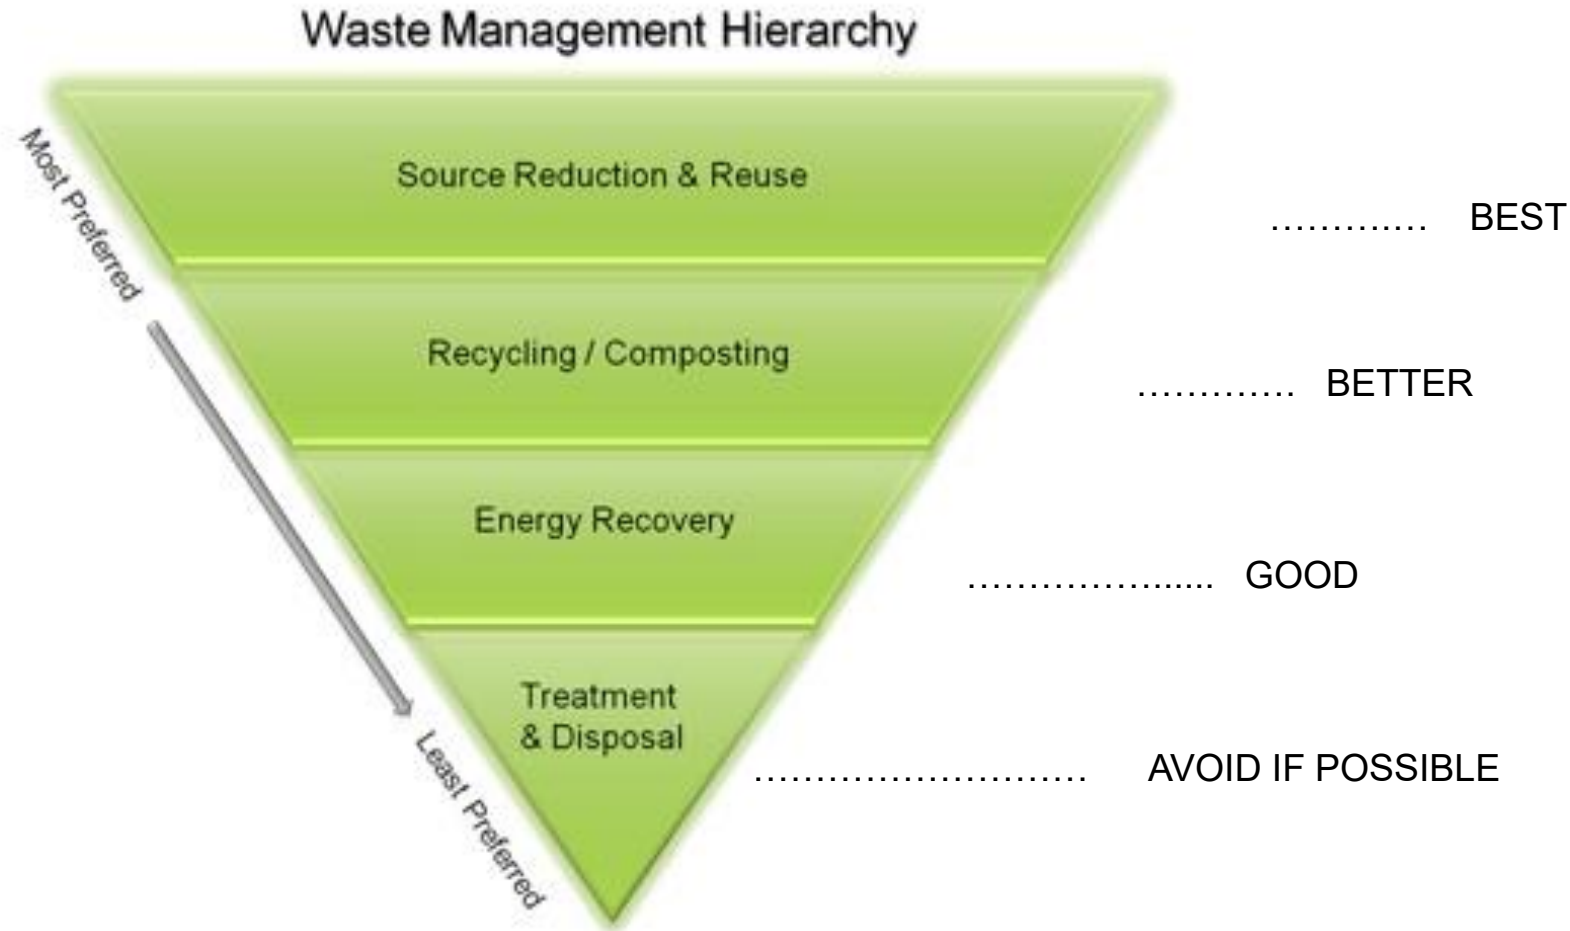 Waste Management Hierarchy
Most Preferred
Source Reduction & Reuse
………..… BEST
Recycling / Composting
…………. BETTER
Energy Recovery
……………...... GOOD
Treatment
& Disposal
……………………… AVOID IF POSSIBLE
Least Preferred